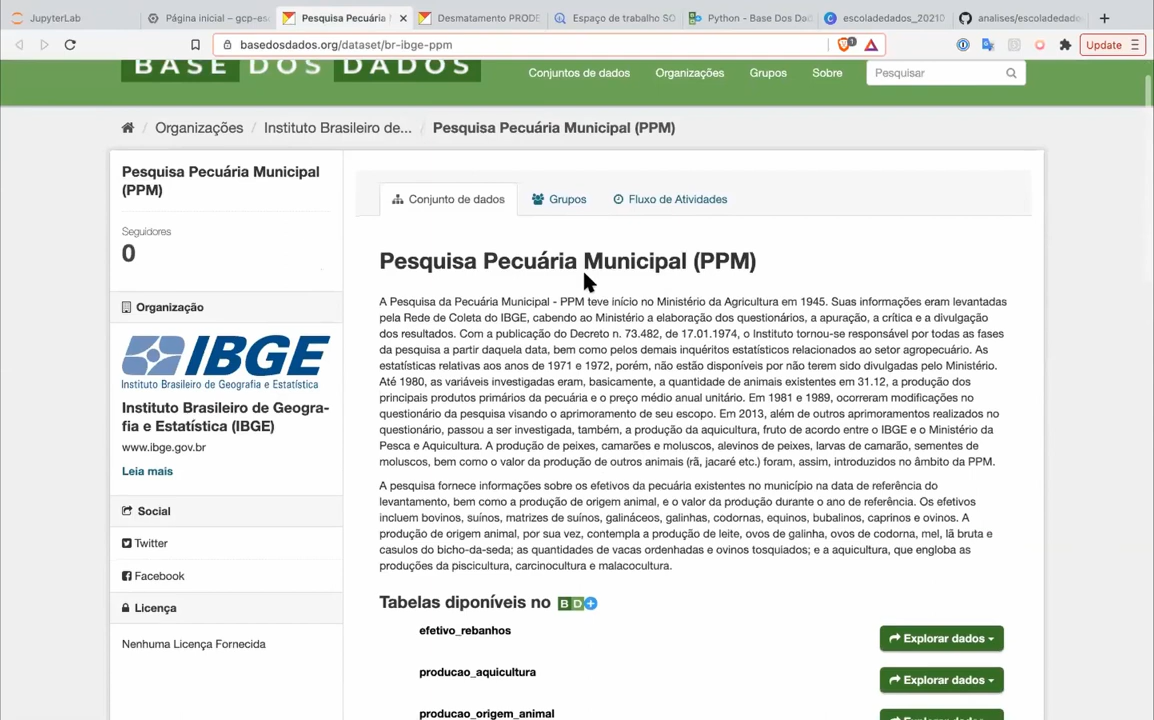 JupyterLab
Página inicial – gcp-es
Pesquisa Pecuária
Desmatamento PRODE
Espaço de trabalho SQ
Python - Base Dos Dad
escoladedados_20210
analises/escoladedado
basedosdados.org/dataset/br-ibge-ppm
1
Update
BASE DOS DADOS
Conjuntos de dados
Organizações
Grupos
Sobre
Pesquisar
/ Organizações / Instituto Brasileiro de... / Pesquisa Pecuária Municipal (PPM)
Pesquisa Pecuária Municipal
(PPM)
Seguidores
0
Organização
IBGE
Instituto Brasileiro de Geografia e Estatística
Instituto Brasileiro de Geogra-
fia e Estatística (IBGE)
www.ibge.gov.br
Leia mais
Social
Twitter
Facebook
Licença
Nenhuma Licença Fornecida
Conjunto de dados
Grupos
Fluxo de Atividades
Pesquisa Pecuária Municipal (PPM)
A Pesquisa da Pecuária Municipal - PPM teve início no Ministério da Agricultura em 1945. Suas informações eram levantadas
pela Rede de Coleta do IBGE, cabendo ao Ministério a elaboração dos questionários, a apuração, a crítica e a divulgação
dos resultados. Com a publicação do Decreto n. 73.482, de 17.01.1974, o Instituto tornou-se responsável por todas as fases
da pesquisa a partir daquela data, bem como pelos demais inquéritos estatísticos relacionados ao setor agropecuário. As
estatísticas relativas aos anos de 1971 e 1972, porém, não estão disponíveis por não terem sido divulgadas pelo Ministério.
Até 1980, as variáveis investigadas eram, basicamente, a quantidade de animais existentes em 31.12, a produção dos
principais produtos primários da pecuária e o preço médio anual unitário. Em 1981 e 1989, ocorreram modificações no
questionário da pesquisa visando o aprimoramento de seu escopo. Em 2013, além de outros aprimoramentos realizados no
questionário, passou a ser investigada, também, a produção da aquicultura, fruto de acordo entre o IBGE e o Ministério da
Pesca e Aquicultura. A produção de peixes, camarões e moluscos, alevinos de peixes, larvas de camarão, sementes de
moluscos, bem como o valor da produção de outros animais (rã, jacaré etc.) foram, assim, introduzidos no âmbito da PPM.
A pesquisa fornece informações sobre os efetivos da pecuária existentes no município na data de referência do
levantamento, bem como a produção de origem animal, e o valor da produção durante o ano de referência. Os efetivos
incluem bovinos, suínos, matrizes de suínos, galináceos, galinhas, codornas, equinos, bubalinos, caprinos e ovinos. A
produção de origem animal, por sua vez, contempla a produção de leite, ovos de galinha, ovos de codorna, mel, lã bruta e
casulos do bicho-da-seda; as quantidades de vacas ordenhadas e ovinos tosquiados; e a aquicultura, que engloba as
produções da piscicultura, carcinocultura e malacocultura.
Tabelas diponíveis no BD+
efetivo_rebanhos
Explorar dados
producao_aquicultura
Explorar dados
producao_origem_animal
Explorar dados